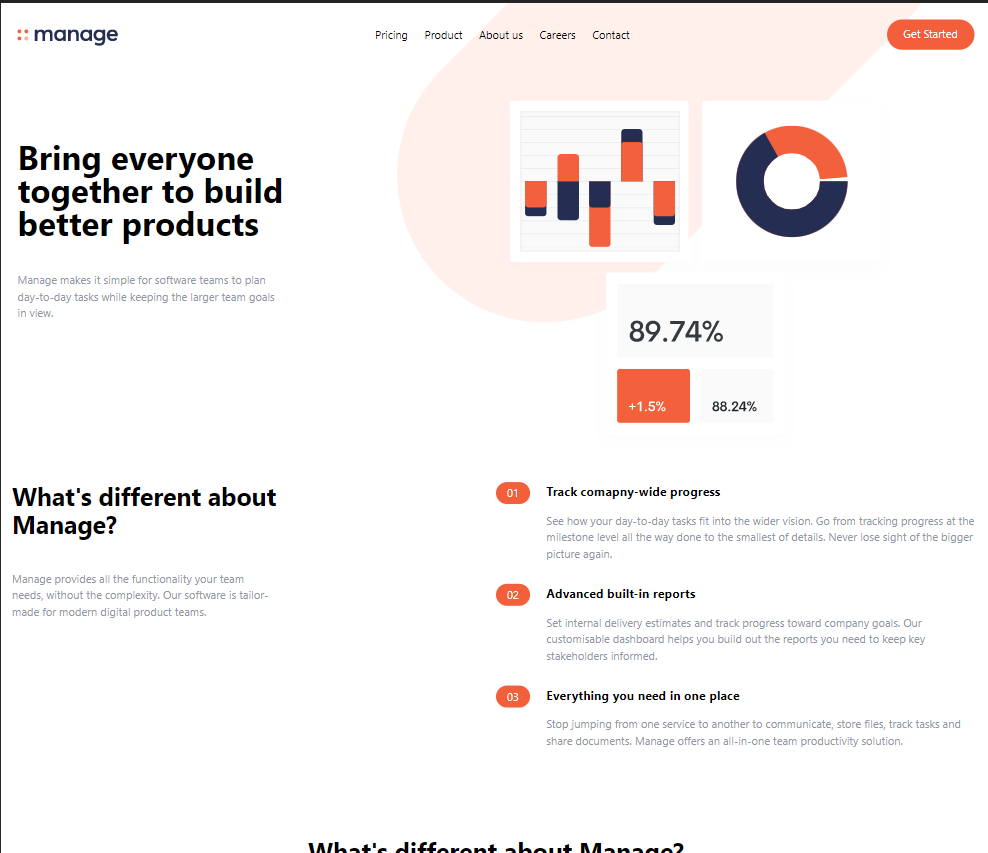 manage
Pricing Product About us Careers Contact
Get Started
Bring everyone
together to build
better products
Manage makes it simple for software teams to plan
day-to-day tasks while keeping the larger team goals
in view.
89.74%
+1.5%
88.24%
What's different about
Manage?
Manage provides all the functionality your team
needs, without the complexity. Our software is tailor-
made for modern digital product teams.
01
Track comapny-wide progress
See how your day-to-day tasks fit into the wider vision. Go from tracking progress at the
milestone level all the way done to the smallest of details. Never lose sight of the bigger
picture again.
02
Advanced built-in reports
Set internal delivery estimates and track progress toward company goals. Our
customisable dashboard helps you build out the reports you need to keep key
stakeholders informed.
03
Everything you need in one place
Stop jumping from one service to another to communicate, store files, track tasks and
share documents. Manage offers an all-in-one team productivity solution.
What's different about Manage?